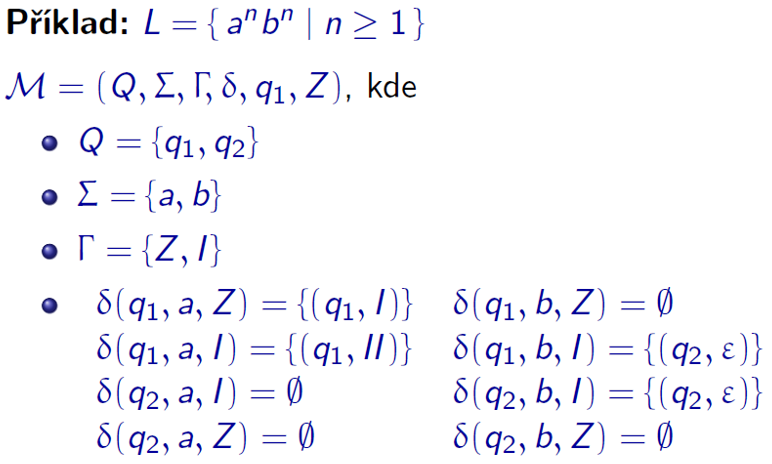 Příklad: L = { aⁿbⁿ | n ≥ 1 }
M = (Q, Σ, Γ, δ, q₁, Z), kde
• Q = {q₁, q₂}
• Σ = {a, b}
• Γ = {Z, I}
• δ(q₁, a, Z) = {(q₁, I)} δ(q₁, b, Z) = ∅
δ(q₁, a, I) = {(q₁, II)} δ(q₁, b, I) = {(q₂, ε)}
δ(q₂, a, I) = ∅ δ(q₂, b, I) = {(q₂, ε)}
δ(q₂, a, Z) = ∅ δ(q₂, b, Z) = ∅